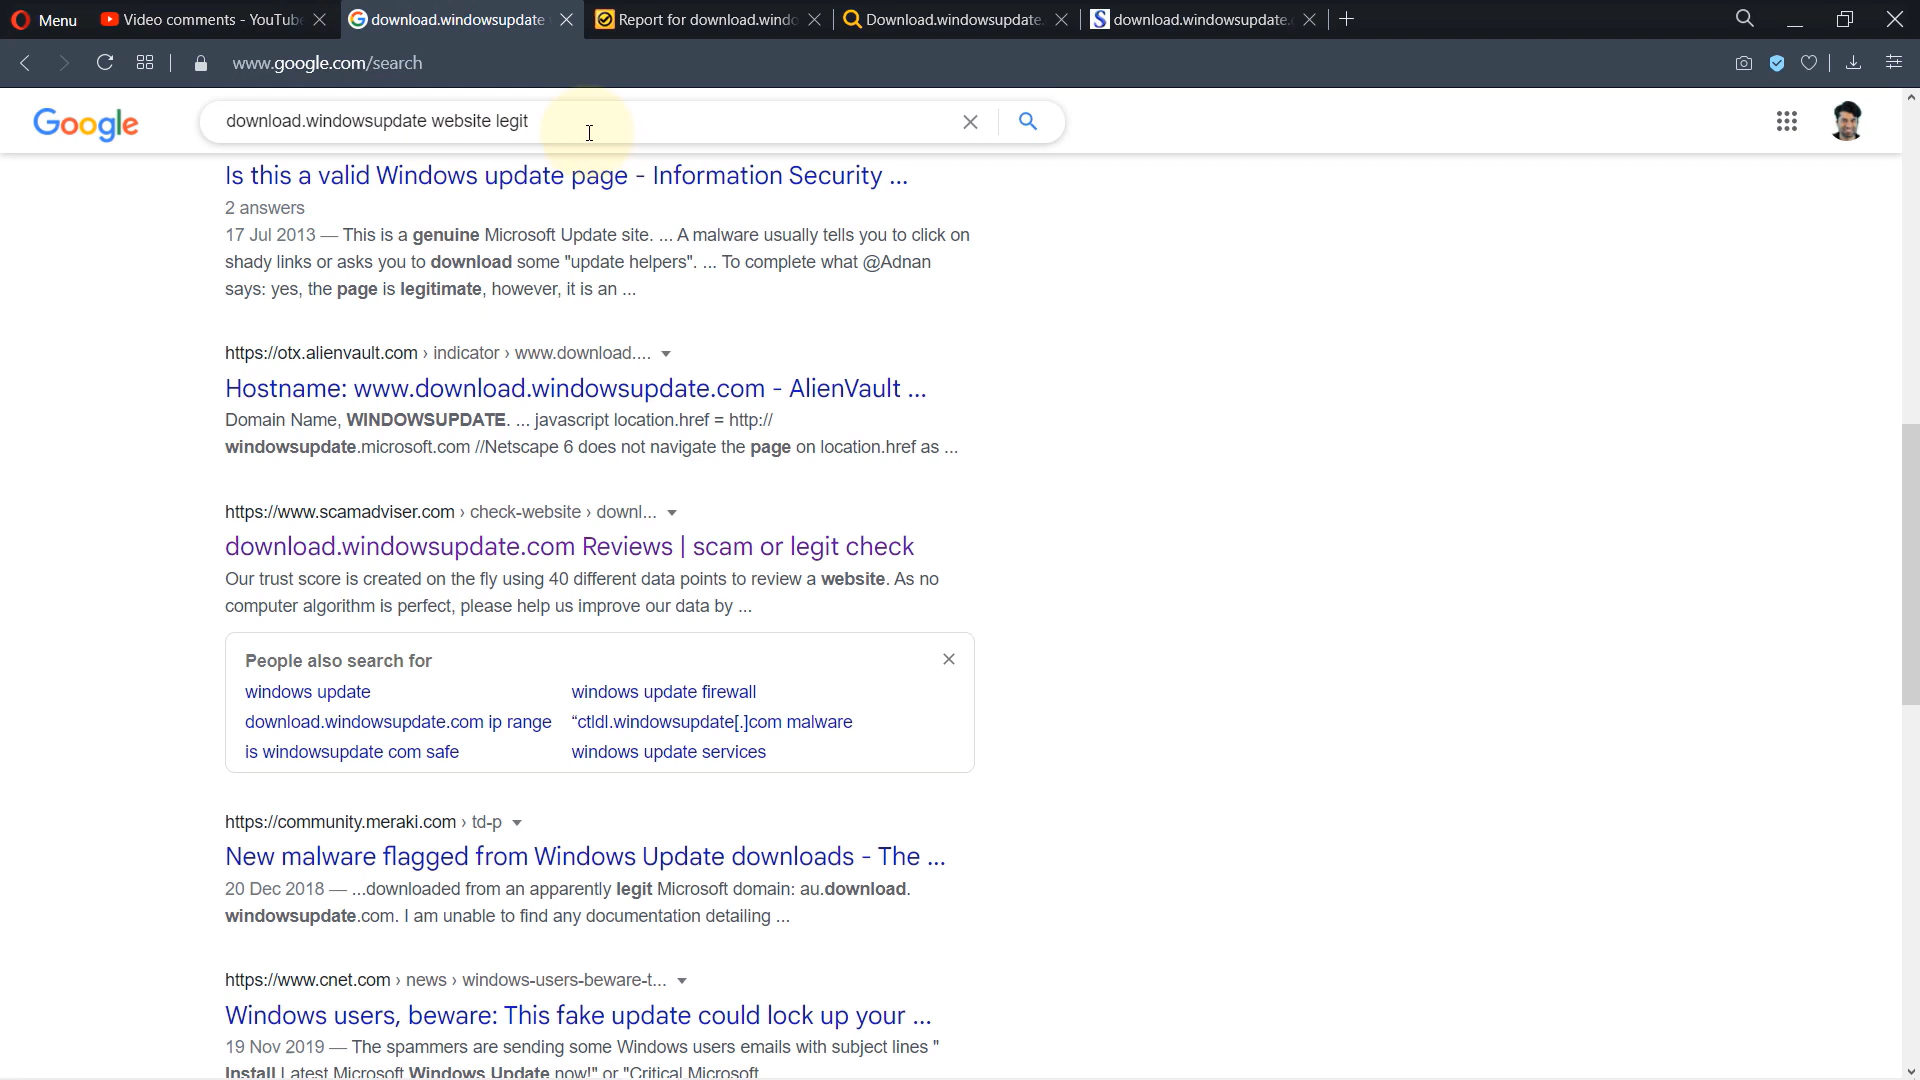 Menu
Video comments - YouTub
download.windowsupdate
Report for download.windo
Download.windowsupdate.
download.windowsupdate.c
www.google.com/search
Google
download.windowsupdate website legit
Is this a valid Windows update page - Information Security ...
2 answers
17 Jul 2013 — This is a genuine Microsoft Update site. ... A malware usually tells you to click on
shady links or asks you to download some "update helpers". ... To complete what @Adnan
says: yes, the page is legitimate, however, it is an ...
https://otx.alienvault.com › indicator › www.download....
Hostname: www.download.windowsupdate.com - AlienVault ...
Domain Name, WINDOWSUPDATE. ... javascript location.href = http://
windowsupdate.microsoft.com //Netscape 6 does not navigate the page on location.href as ...
https://www.scamadviser.com › check-website › downl...
download.windowsupdate.com Reviews | scam or legit check
Our trust score is created on the fly using 40 different data points to review a website. As no
computer algorithm is perfect, please help us improve our data by ...
People also search for
windows update
windows update firewall
download.windowsupdate.com ip range
“ctldl.windowsupdate[.]com malware
is windowsupdate com safe
windows update services
https://community.meraki.com › td-p
New malware flagged from Windows Update downloads - The ...
20 Dec 2018 — ...downloaded from an apparently legit Microsoft domain: au.download.
windowsupdate.com. I am unable to find any documentation detailing ...
https://www.cnet.com › news › windows-users-beware-t...
Windows users, beware: This fake update could lock up your ...
19 Nov 2019 — The spammers are sending some Windows users emails with subject lines "
Install Latest Microsoft Windows Update now!" or "Critical Microsoft